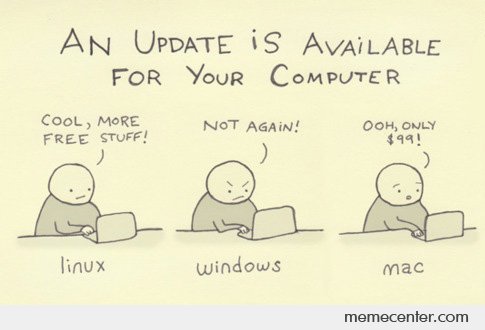 An Update is Available
for Your Computer
Cool, more
free stuff!
Not again!
Ooh, only
$99!
linux
windows
mac
memecenter.com